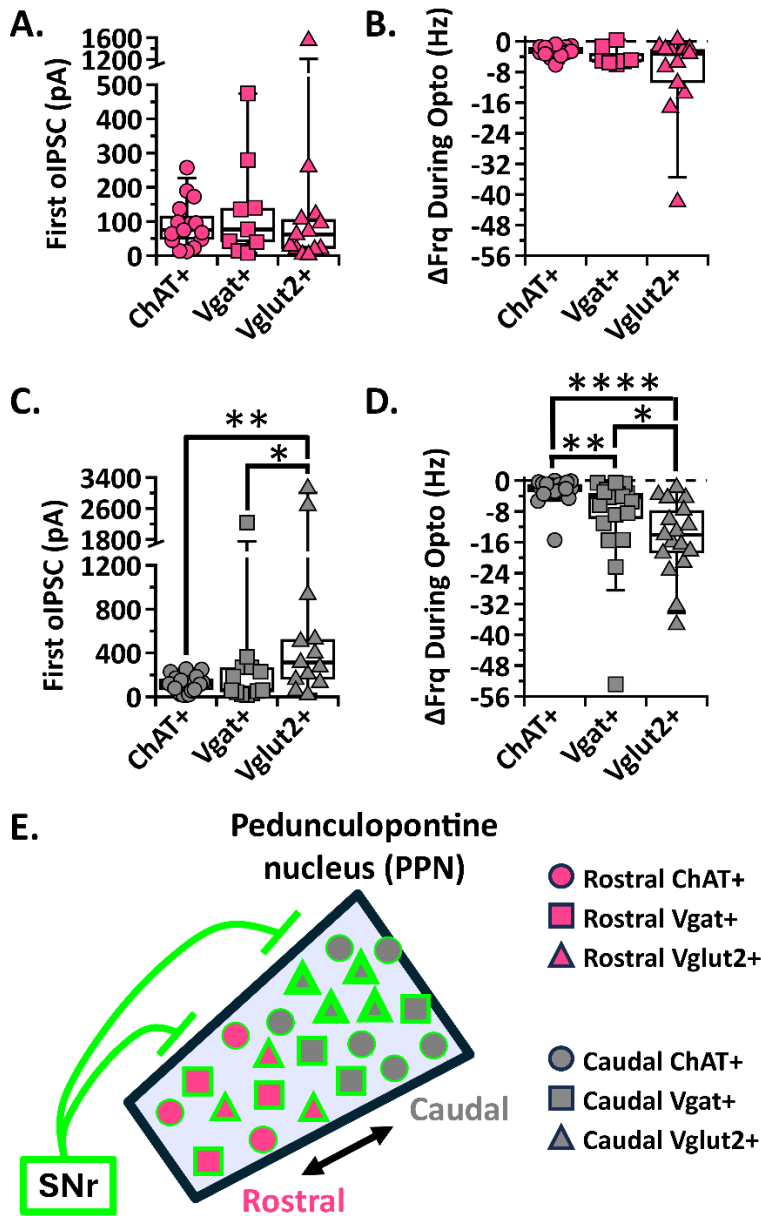 A.
First oIPSC (pA)
1600
1200
500
400
300
200
100
0
ChAT+
Vgat+
Vglut2+
B.
ΔFrq During Opto (Hz)
0
-8
-16
-24
-32
-40
-48
-56
ChAT+
Vgat+
Vglut2+
C.
**
*
First oIPSC (pA)
3400
2600
1800
1200
800
400
0
ChAT+
Vgat+
Vglut2+
D.
****
*
**
ΔFrq During Opto (Hz)
0
-8
-16
-24
-32
-40
-48
-56
ChAT+
Vgat+
Vglut2+
E.
Pedunculopontine
nucleus (PPN)
Caudal
Rostral
SNr
Rostral ChAT+
Rostral Vgat+
Rostral Vglut2+
Caudal ChAT+
Caudal Vgat+
Caudal Vglut2+